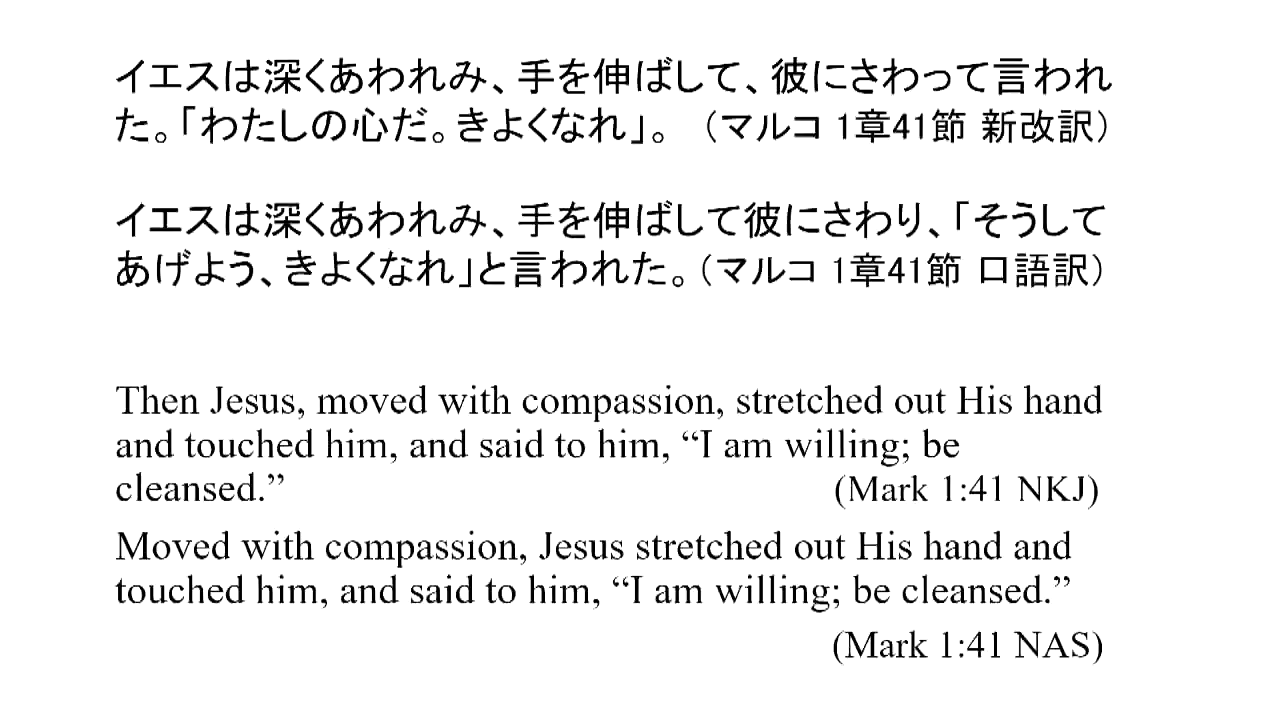 イエスは深くあわれみ、手を伸ばして、彼にさわって言われ
た。「わたしの心だ。きよくなれ」。 （マルコ 1章41節 新改訳）
イエスは深くあわれみ、手を伸ばして彼にさわり、「そうして
あげよう、きよくなれ」と言われた。（マルコ 1章41節 口語訳）
Then Jesus, moved with compassion, stretched out His hand
and touched him, and said to him, “I am willing; be
cleansed.” (Mark 1:41 NKJ)
Moved with compassion, Jesus stretched out His hand and
touched him, and said to him, “I am willing; be cleansed.”
(Mark 1:41 NAS)